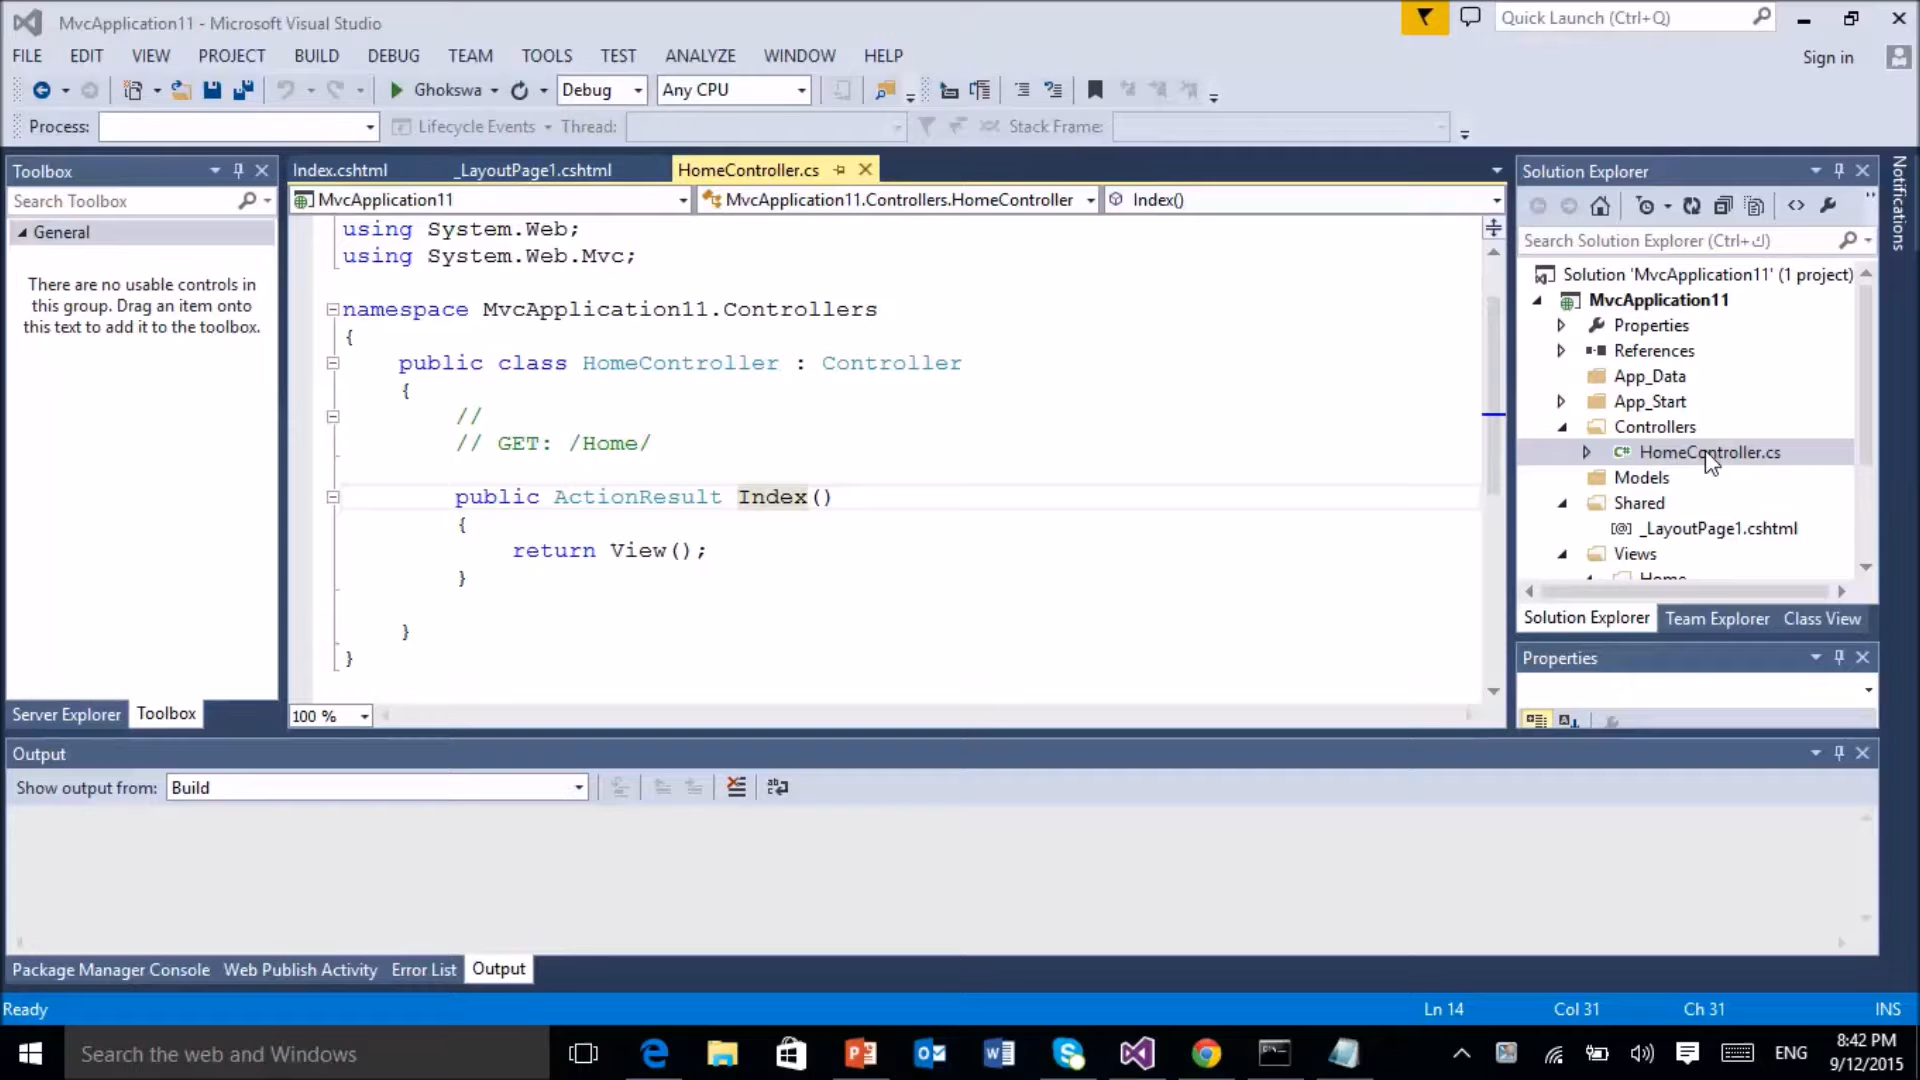 MvcApplication11 - Microsoft Visual Studio
Quick Launch (Ctrl+Q)
FILE EDIT VIEW PROJECT BUILD DEBUG TEAM TOOLS TEST ANALYZE WINDOW HELP
Sign in
Ghokswa Debug Any CPU
Process: Lifecycle Events Thread: Stack Frame:
Toolbox
Search Toolbox
General
There are no usable controls in
this group. Drag an item onto
this text to add it to the toolbox.
Server Explorer Toolbox
Index.cshtml _LayoutPage1.cshtml HomeController.cs
MvcApplication11 MvcApplication11.Controllers.HomeController Index()
using System.Web;
using System.Web.Mvc;
namespace MvcApplication11.Controllers
{
public class HomeController : Controller
{
//
// GET: /Home/
public ActionResult Index()
{
return View();
}
}
}
100 %
Solution Explorer
Search Solution Explorer (Ctrl+ك)
Solution 'MvcApplication11' (1 project)
MvcApplication11
Properties
References
App_Data
App_Start
Controllers
C# HomeController.cs
Models
Shared
[@] _LayoutPage1.cshtml
Views
Home
Solution Explorer Team Explorer Class View
Properties
Notifications
Output
Show output from: Build
Package Manager Console Web Publish Activity Error List Output
Ready Ln 14 Col 31 Ch 31 INS
Search the web and Windows
ENG
8:42 PM
9/12/2015